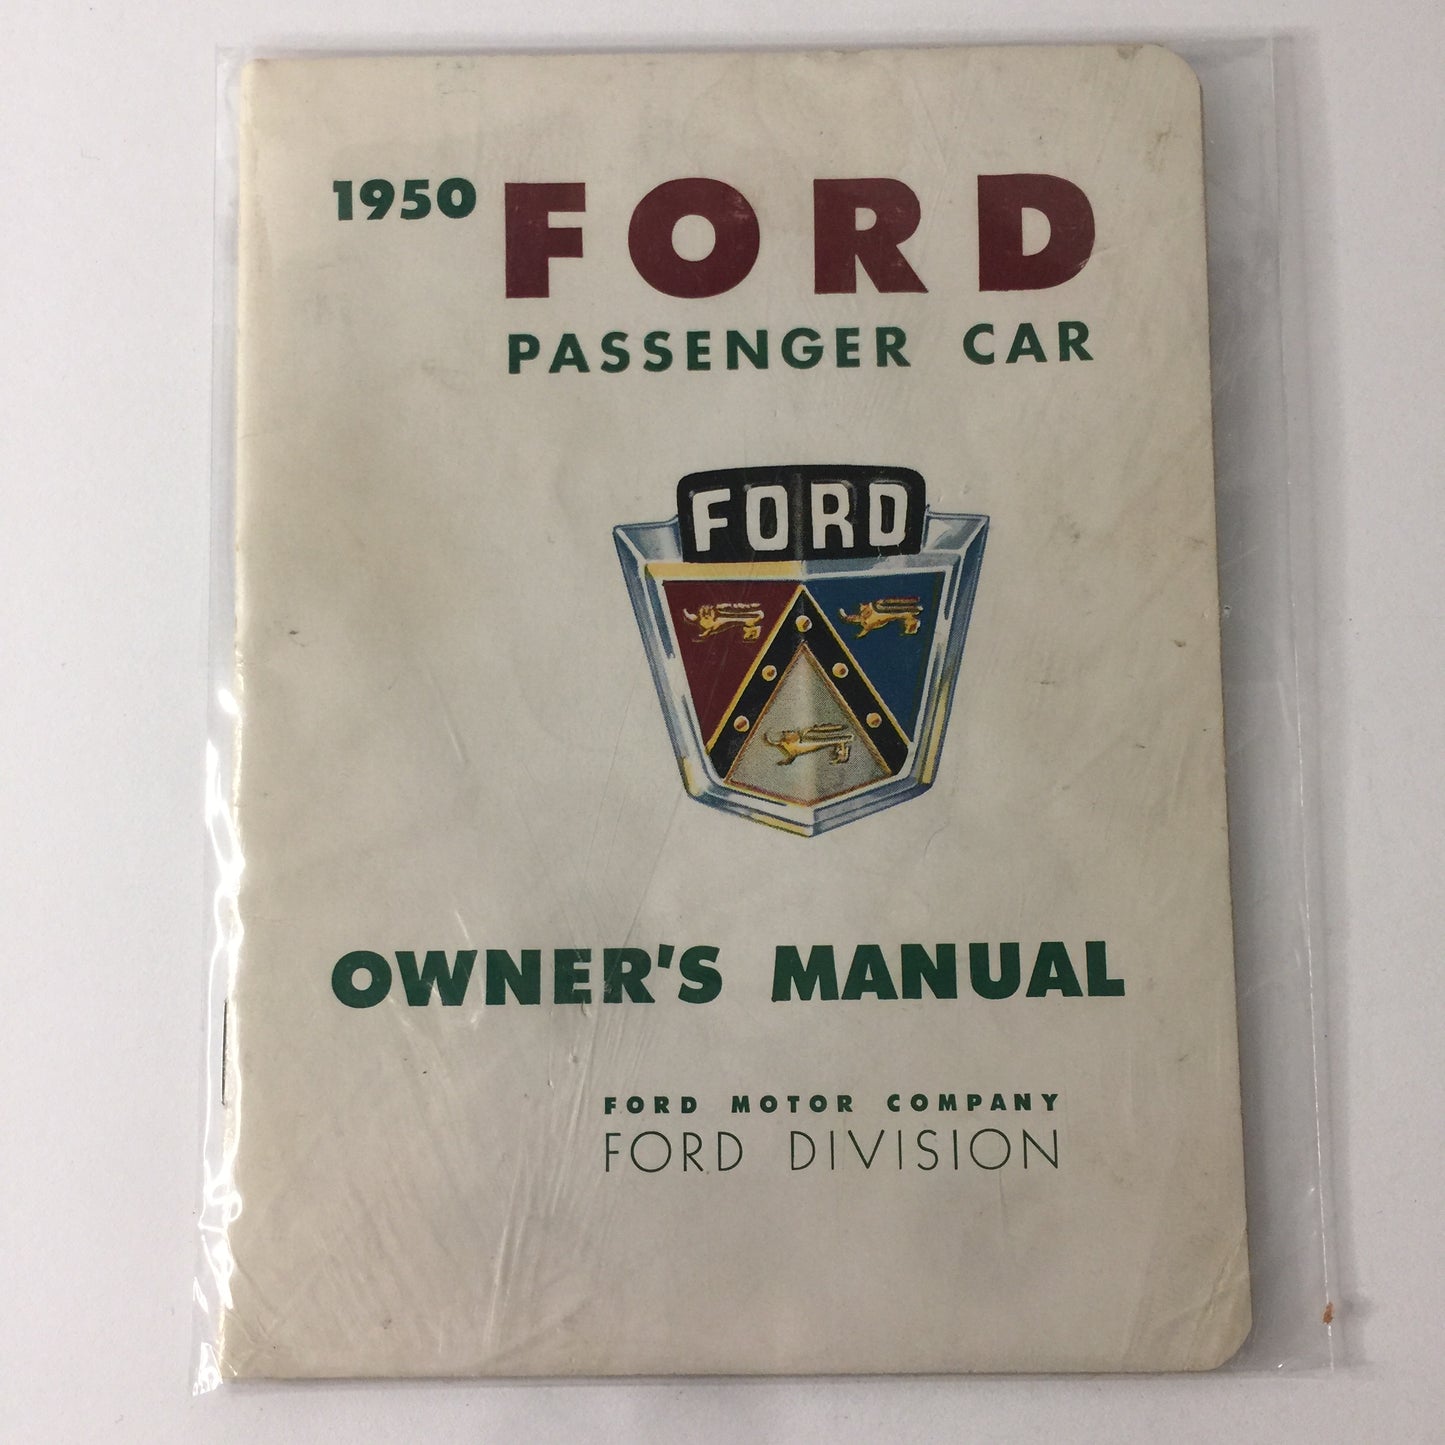 1950 FORD
PASSENGER CAR
FORD
OWNER'S MANUAL
FORD MOTOR COMPANY
FORD DIVISION